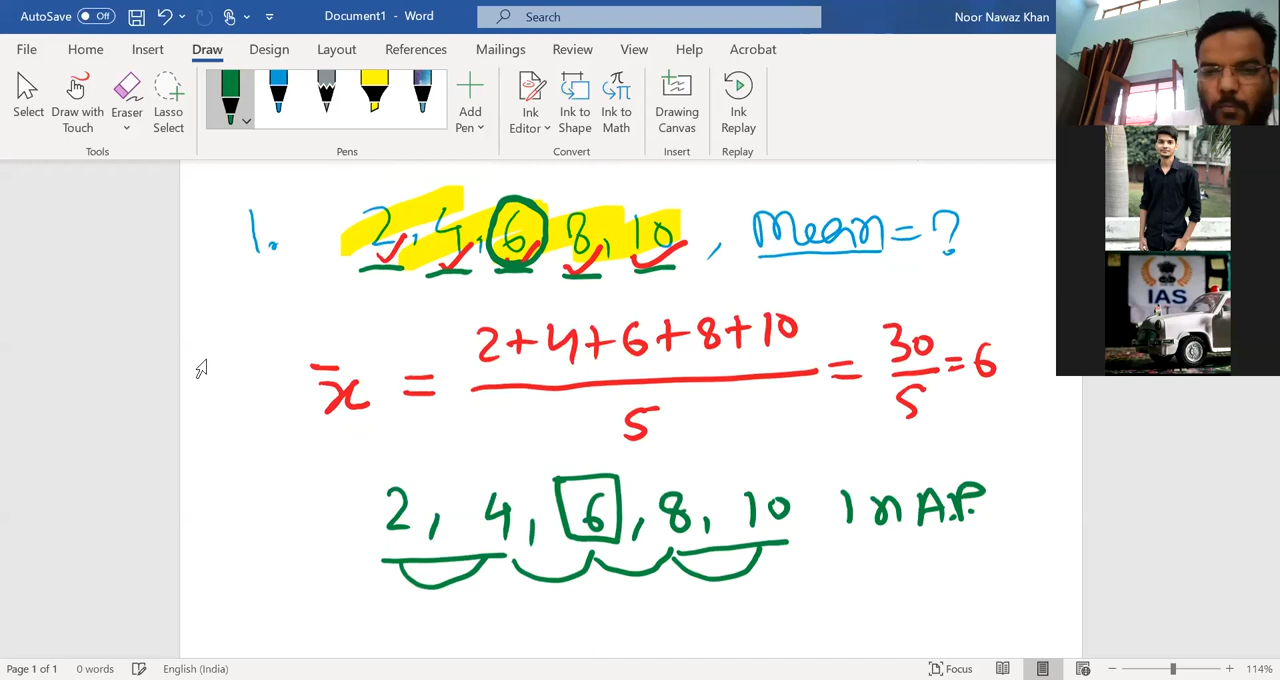 AutoSave Off Document1 - Word Search Noor Nawaz Khan
File Home Insert Draw Design Layout References Mailings Review View Help Acrobat
Select Draw with Touch Eraser Lasso Select Add Pen Ink Editor Ink to Shape Ink to Math Drawing Canvas Ink Replay
Tools Pens Convert Insert Replay
1. 2, 4, 6 8, 10 , mean = ?
x̄ = 2+4+6+8+10 / 5 = 30 / 5 = 6
2, 4, 6, 8, 10 In A.P.
IAS
Page 1 of 1 0 words English (India) Focus 114%